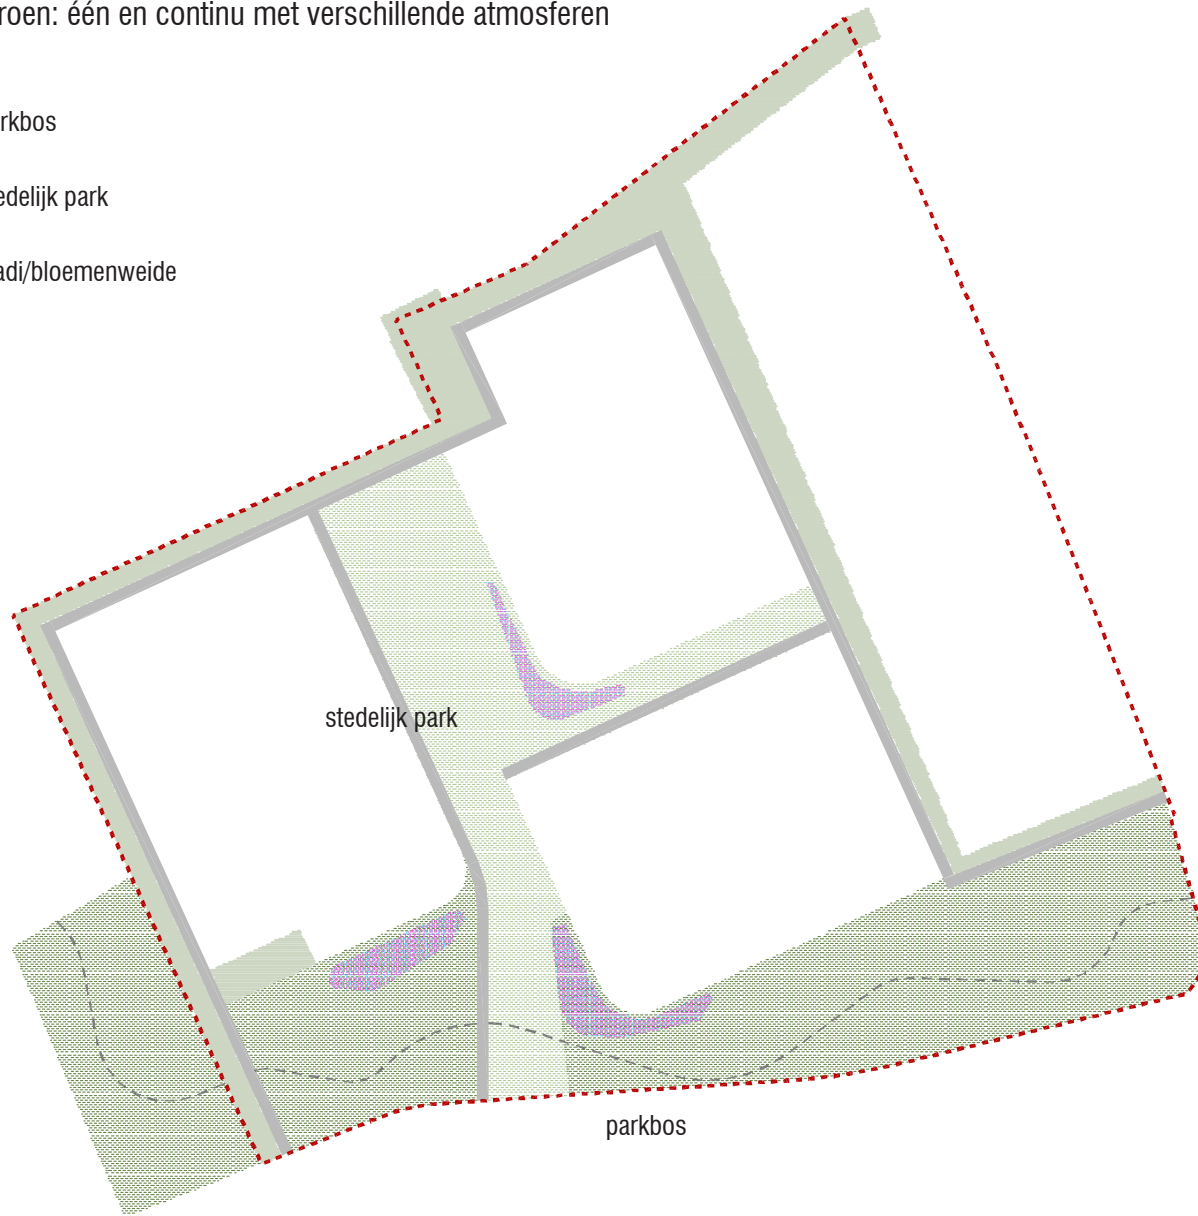 roen: één en continu met verschillende atmosferen
rkbos
edelijk park
adi/bloemenweide
stedelijk park
parkbos